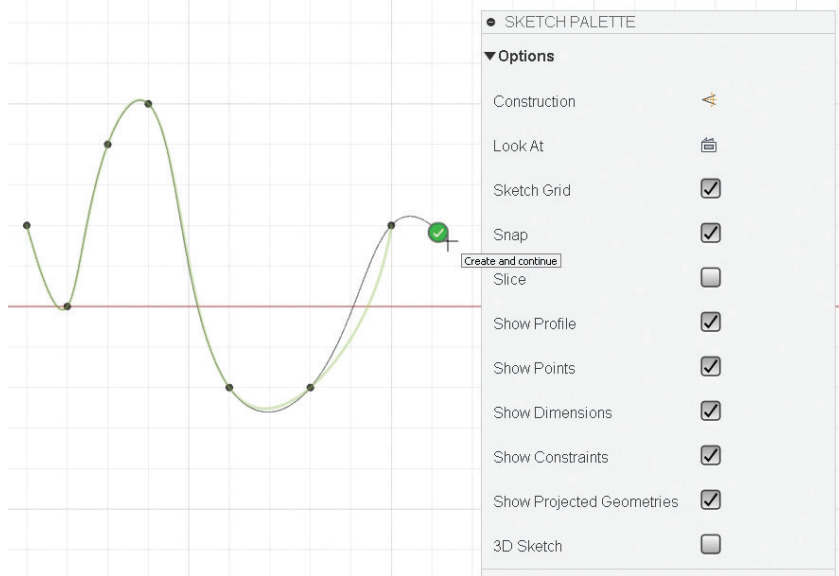 SKETCH PALETTE
Options
Construction
Look At
Sketch Grid
Snap
Create and continue
Slice
Show Profile
Show Points
Show Dimensions
Show Constraints
Show Projected Geometries
3D Sketch